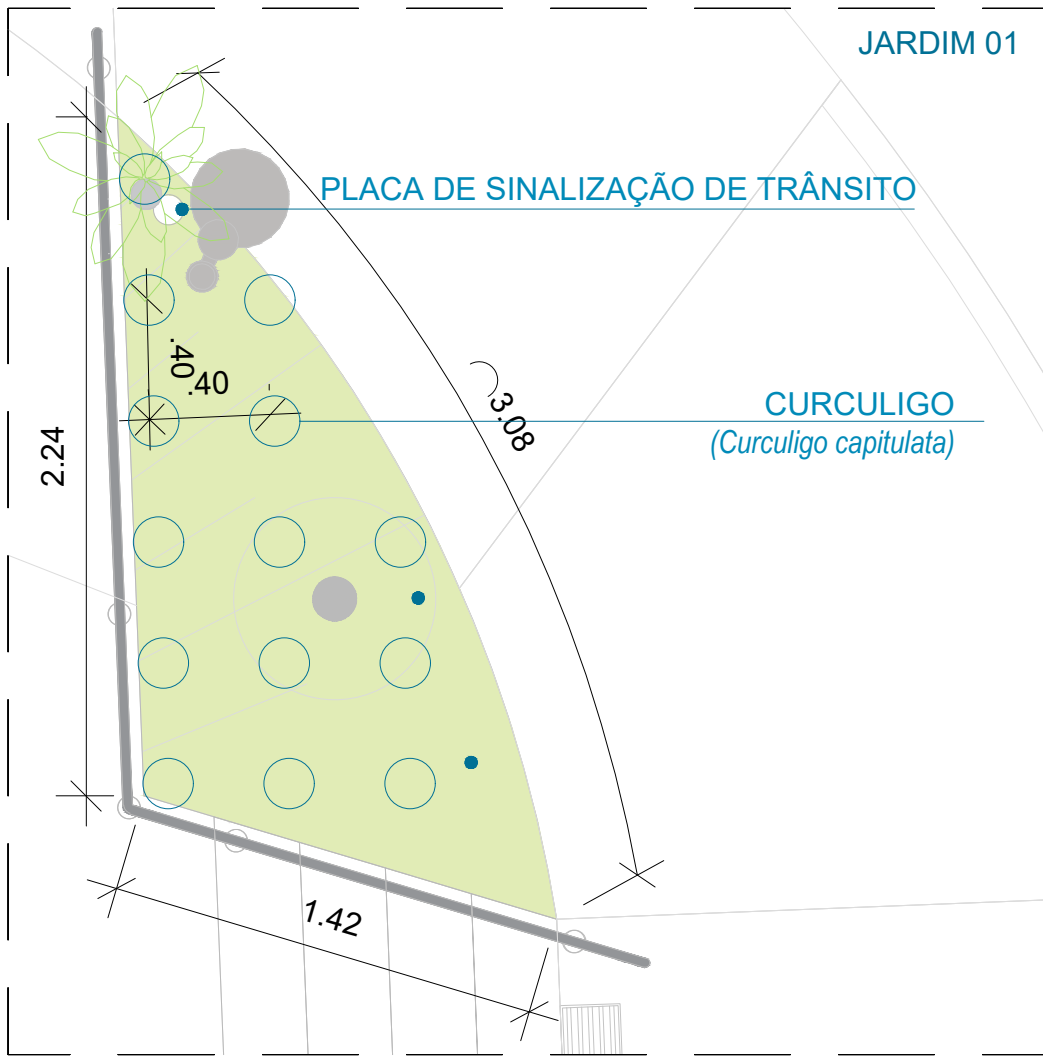 JARDIM 01
PLACA DE SINALIZAÇÃO DE TRÂNSITO
.40
.40
CURCULIGO
(Curculigo capitulata)
3.08
2.24
1.42